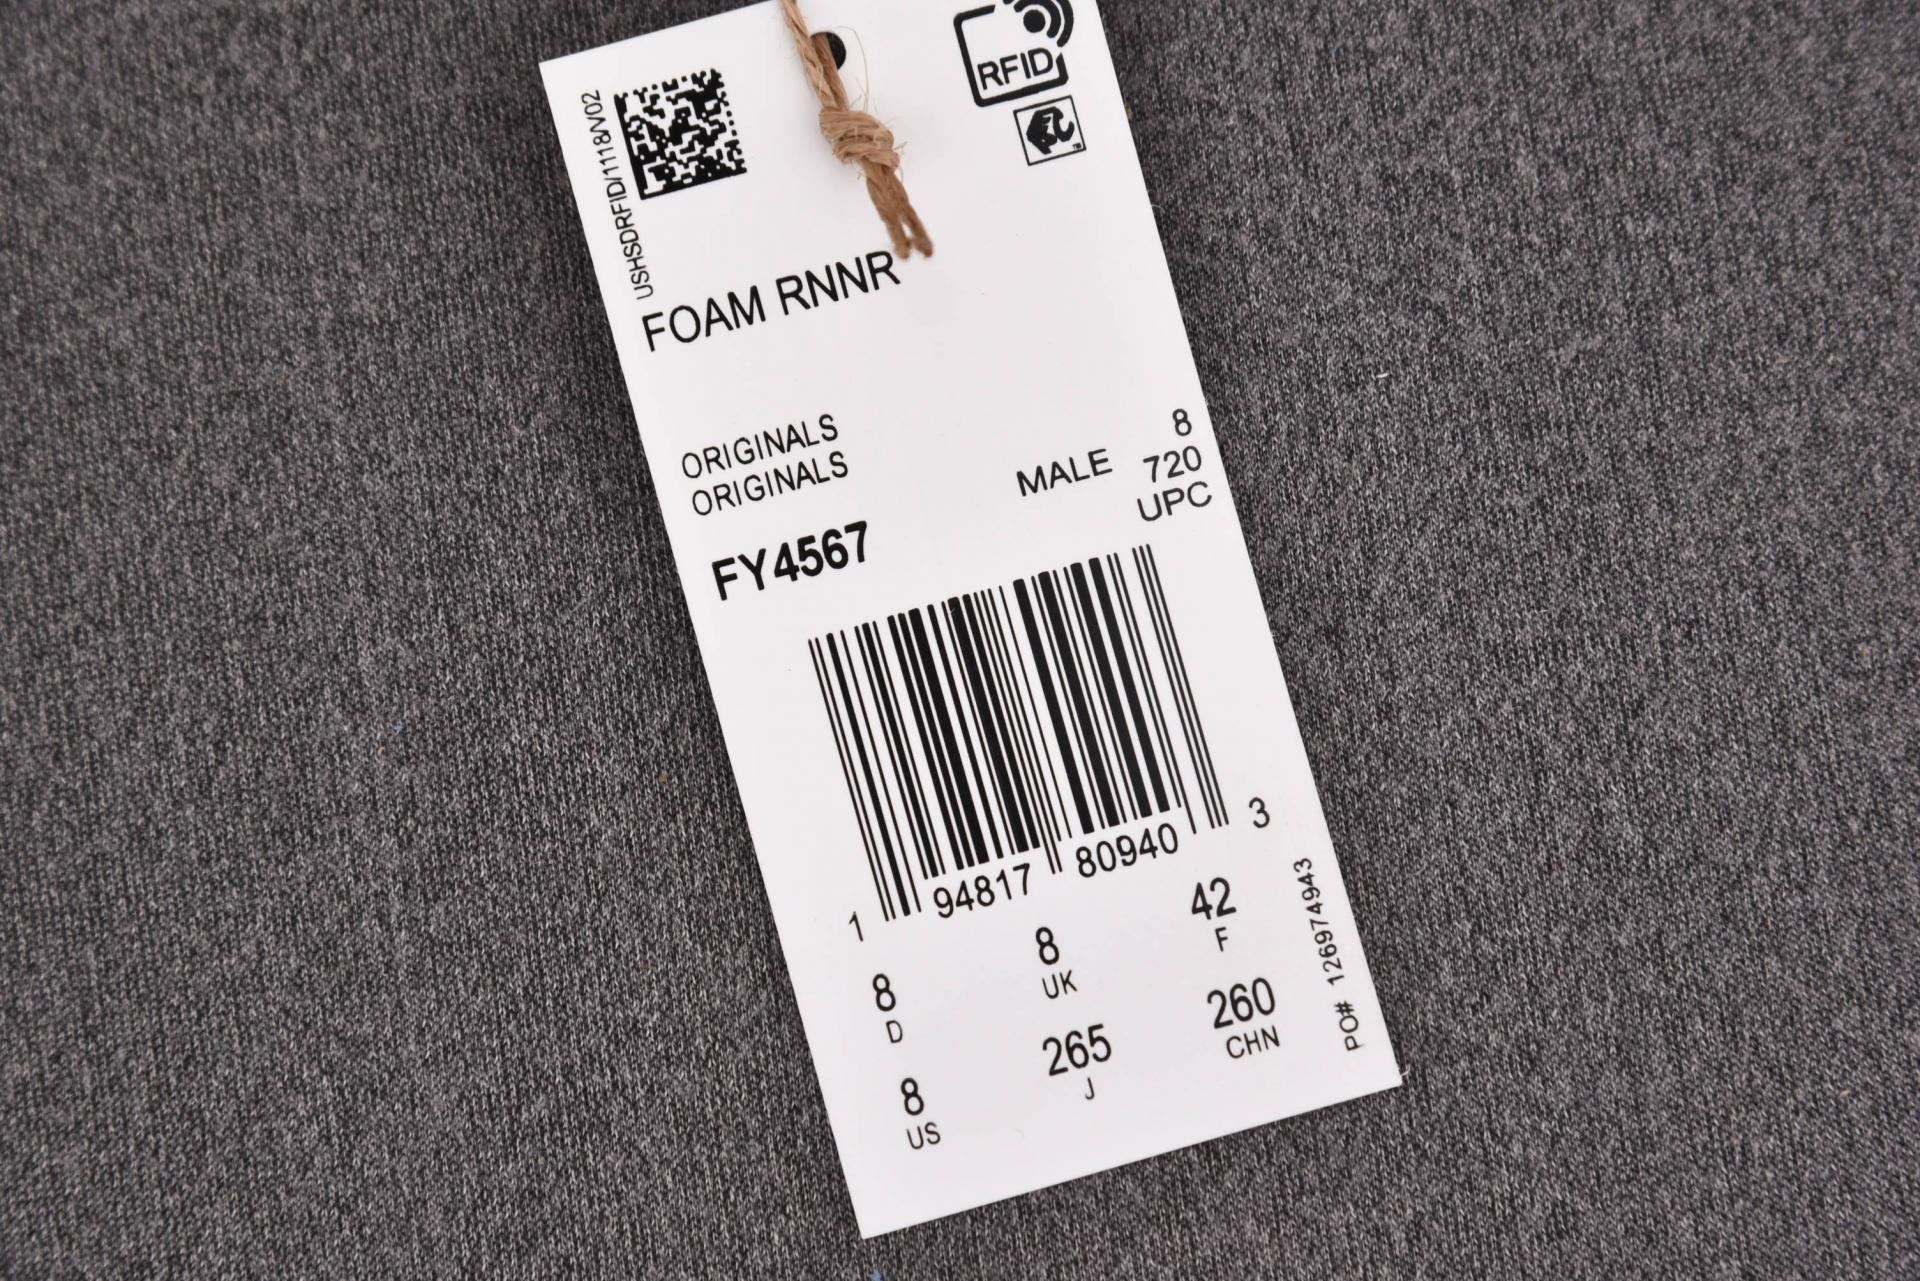 RFID
USHSDRFID/1118/V02
FOAM RNNR
ORIGINALS
ORIGINALS
8
MALE 720
UPC
FY4567
1 94817 80940 3
8 8 42
D UK F
8 265 260
US J CHN
PO# 126974943